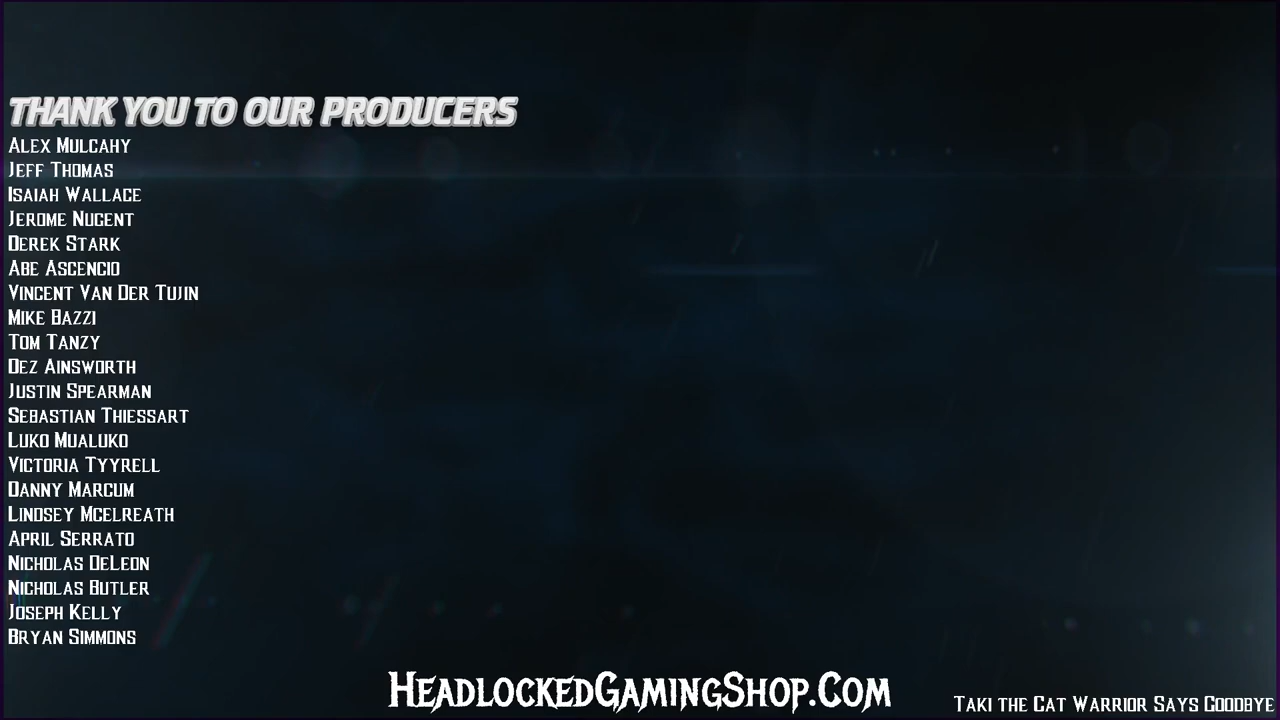 THANK YOU TO OUR PRODUCERS
ALEX MULCAHY
JEFF THOMAS
ISAIAH WALLACE
JEROME NUGENT
DEREK STARK
ABE ASCENCIO
VINCENT VAN DER TUJIN
MIKE BAZZI
TOM TANZY
DEZ AINSWORTH
JUSTIN SPEARMAN
SEBASTIAN THIESSART
LUKO MUALUKO
VICTORIA TYYRELL
DANNY MARCUM
LINDSEY MCELREATH
APRIL SERRATO
NICHOLAS DELEON
NICHOLAS BUTLER
JOSEPH KELLY
BRYAN SIMMONS
HEADLOCKEDGAMINGSHOP.COM
TAKI THE CAT WARRIOR SAYS GOODBYE